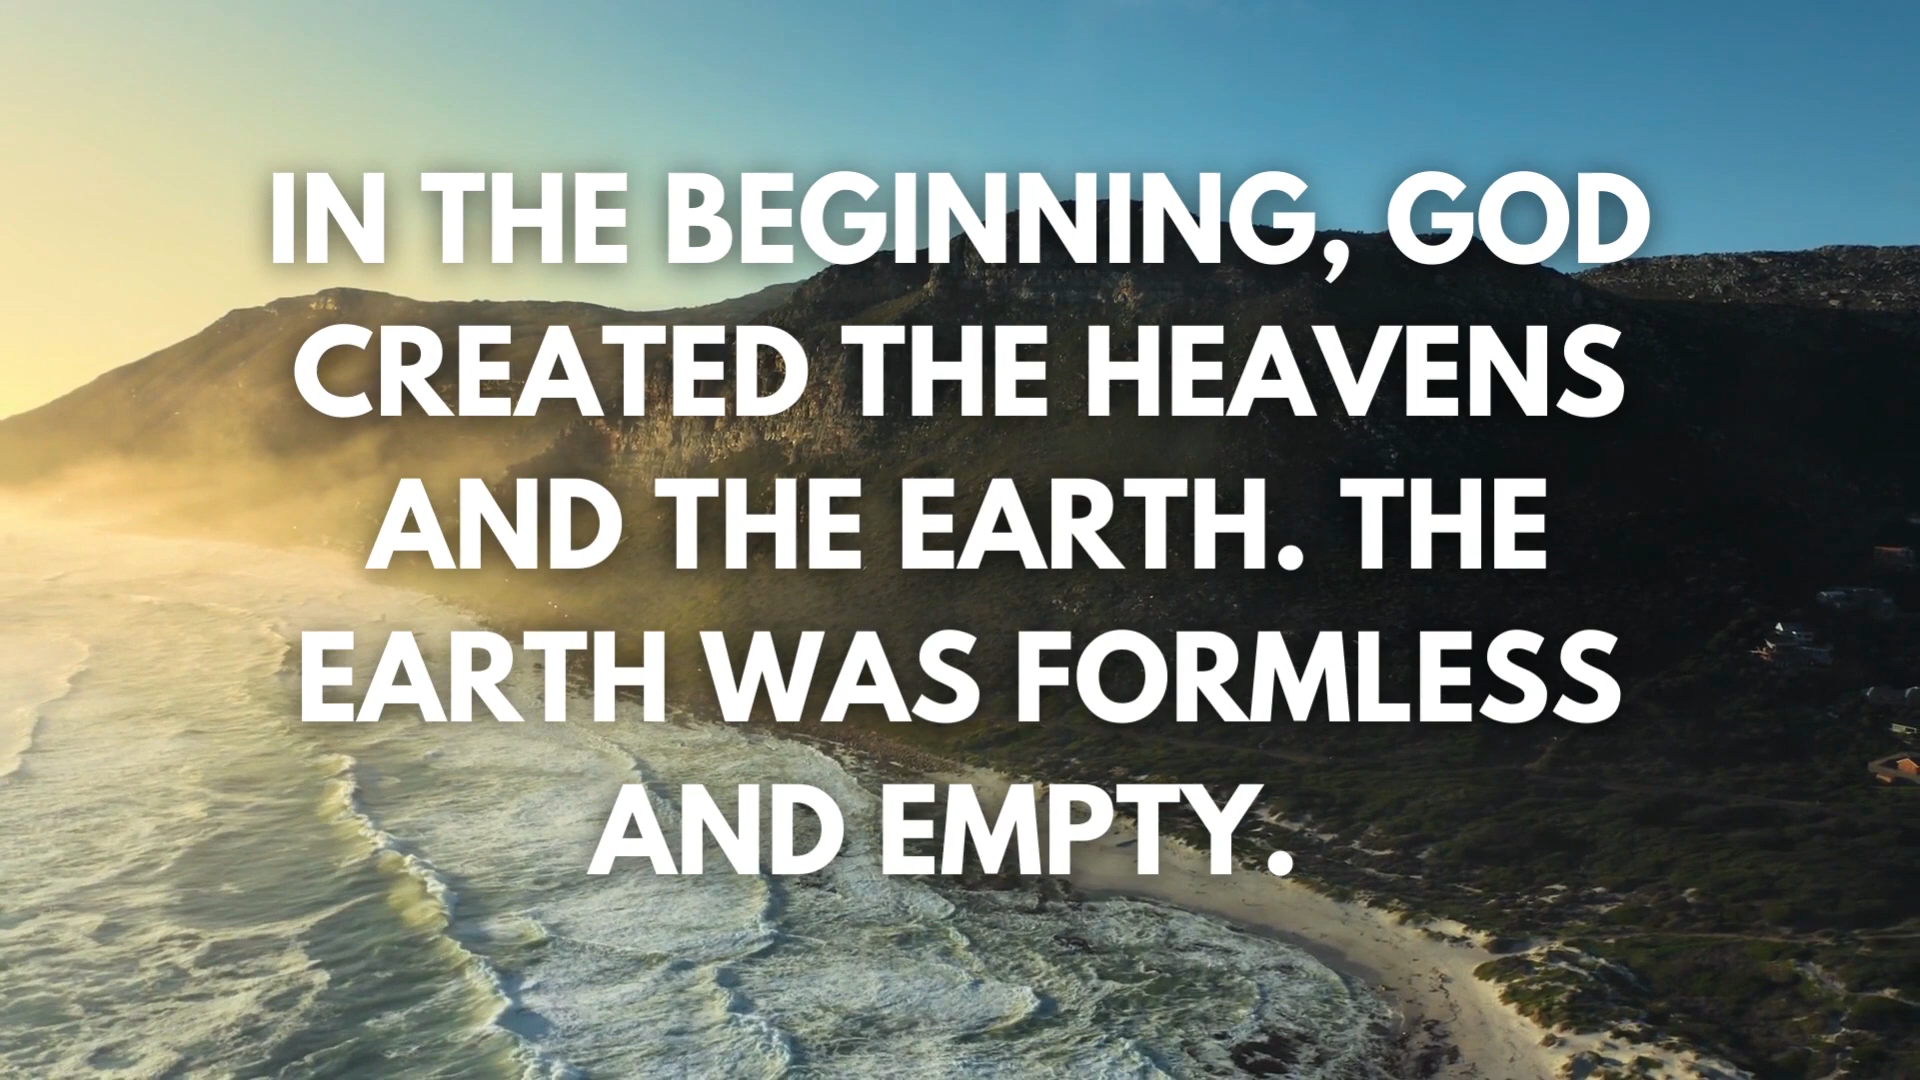 IN THE BEGINNING, GOD
CREATED THE HEAVENS
AND THE EARTH. THE
EARTH WAS FORMLESS
AND EMPTY.